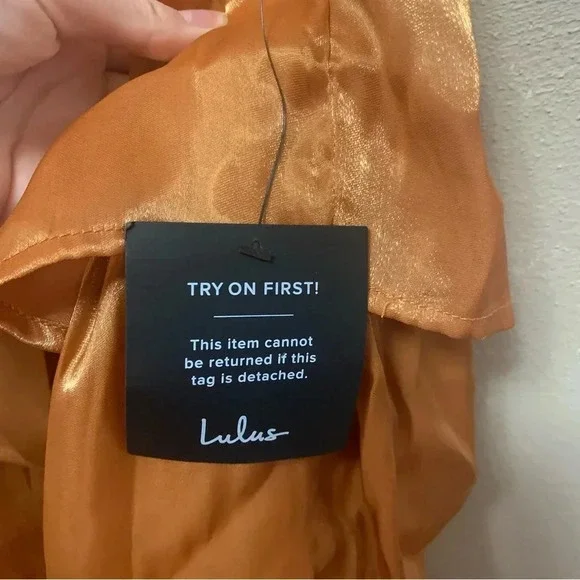 TRY ON FIRST!
This item cannot
be returned if this
tag is detached.
Lulus